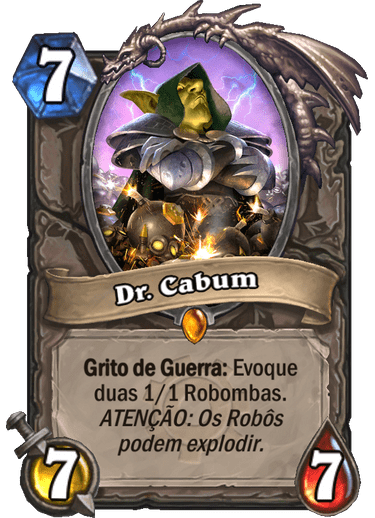 7
Dr. Cabum
Grito de Guerra: Evoque
duas 1/1 Robombas.
ATENÇÃO: Os Robôs
podem explodir.
7
7